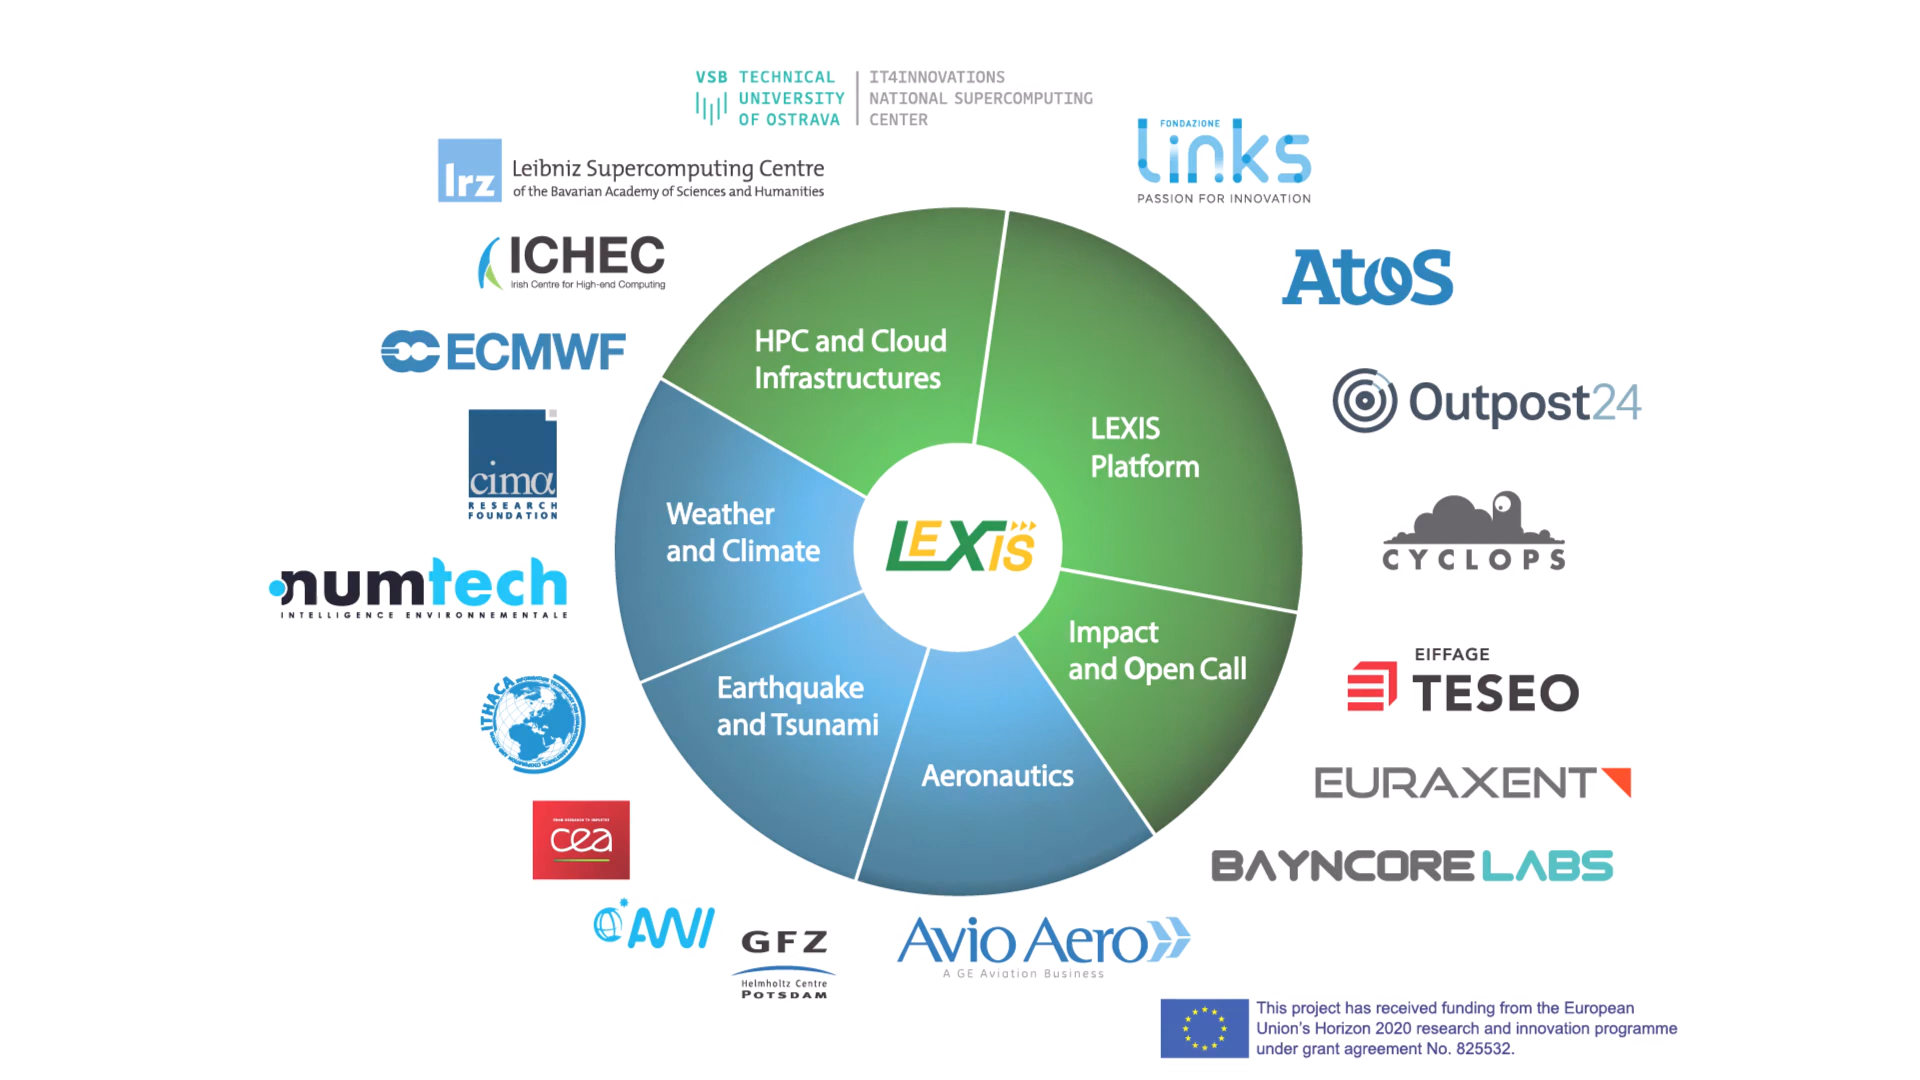 VSB TECHNICAL
UNIVERSITY
OF OSTRAVA
IT4INNOVATIONS
NATIONAL SUPERCOMPUTING
CENTER
FONDAZIONE
links
PASSION FOR INNOVATION
lrz
Leibniz Supercomputing Centre
of the Bavarian Academy of Sciences and Humanities
ICHEC
Irish Centre for High-end Computing
Atos
ECMWF
Outpost24
cima
RESEARCH
FOUNDATION
CYCLOPS
numtech
INTELLIGENCE ENVIRONNEMENTALE
EIFFAGE
TESEO
ITHACA
EURAXENT
cea
BAYNCORE LABS
AWI
GFZ
Helmholtz Centre
POTSDAM
Avio Aero
A GE Aviation Business
HPC and Cloud
Infrastructures
LEXIS
Platform
Weather
and Climate
LEXIS
Impact
and Open Call
Earthquake
and Tsunami
Aeronautics
This project has received funding from the European
Union's Horizon 2020 research and innovation programme
under grant agreement No. 825532.